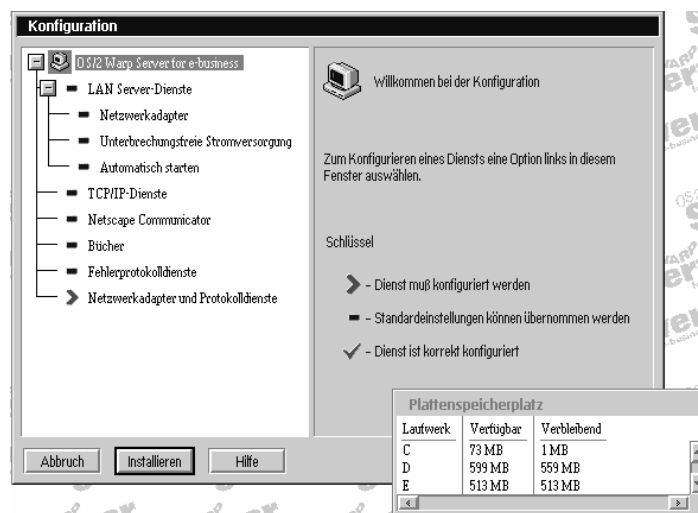 Konfiguration
OS/2 Warp Server for e-business
LAN Server-Dienste
Netzwerkadapter
Unterbrechungsfreie Stromversorgung
Automatisch starten
TCP/IP-Dienste
Netscape Communicator
Bücher
Fehlerprotokolldienste
Netzwerkadapter und Protokolldienste
Willkommen bei der Konfiguration
Zum Konfigurieren eines Diensts eine Option links in diesem
Fenster auswählen.
Schlüssel
- Dienst muß konfiguriert werden
- Standardeinstellungen können übernommen werden
- Dienst ist korrekt konfiguriert
Abbruch Installieren Hilfe
Plattenspeicherplatz
Laufwerk Verfügbar Verbleibend
C 73 MB 1 MB
D 599 MB 559 MB
E 513 MB 513 MB